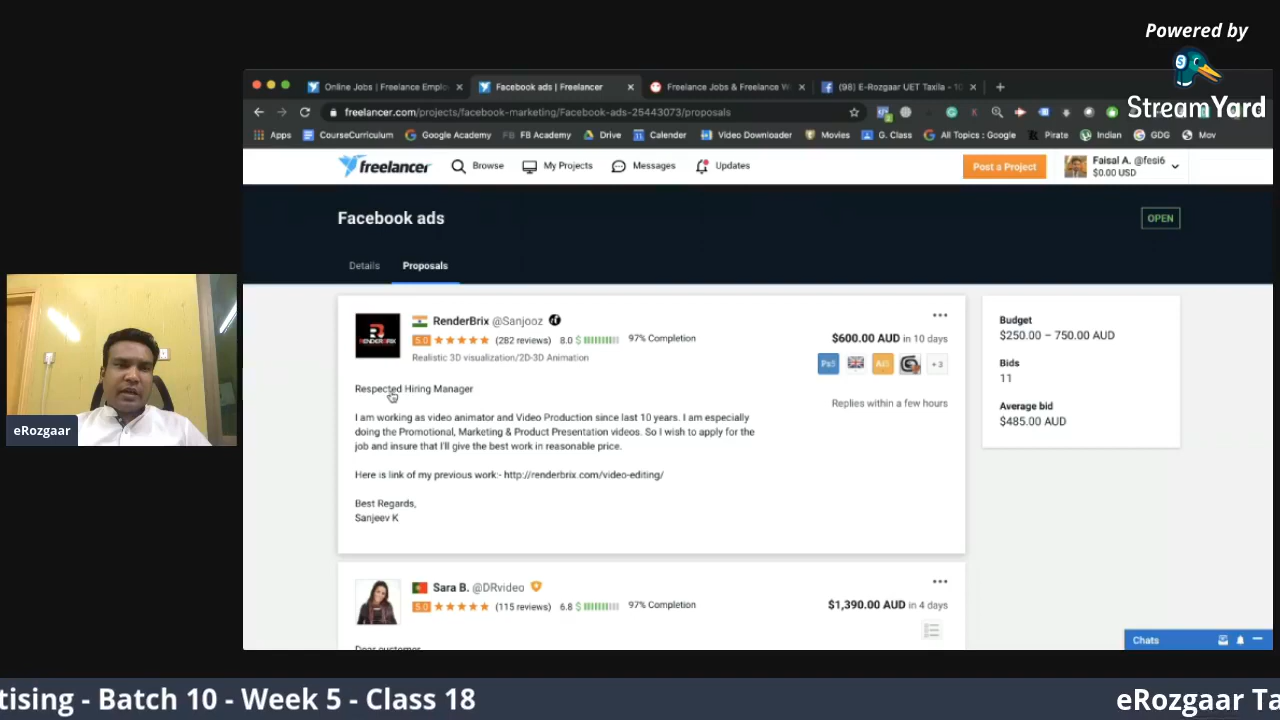 Powered by
StreamYard
Online Jobs | Freelance Emplo
Facebook ads | Freelancer
Freelance Jobs & Freelance W
(98) E-Rozgaar UET Taxila - 10
freelancer.com/projects/facebook-marketing/Facebook-ads-25443073/proposals
Apps
CourseCurriculum
Google Academy
FB FB Academy
Drive
Calender
Video Downloader
Movies
G. Class
All Topics : Google
Pirate
Indian
GDG
Mov
freelancer
Browse
My Projects
Messages
Updates
Post a Project
Faisal A. @fesi6
$0.00 USD
Facebook ads
OPEN
Details
Proposals
RENDERBRIX
RenderBrix @Sanjooz
5.0 (282 reviews) 8.0 $ 97% Completion
Realistic 3D visualization/2D-3D Animation
$600.00 AUD in 10 days
+3
Replies within a few hours
Respected Hiring Manager
I am working as video animator and Video Production since last 10 years. I am especially
doing the Promotional, Marketing & Product Presentation videos. So I wish to apply for the
job and insure that I'll give the best work in reasonable price.
Here is link of my previous work:- http://renderbrix.com/video-editing/
Best Regards,
Sanjeev K
Budget
$250.00 – 750.00 AUD
Bids
11
Average bid
$485.00 AUD
Sara B. @DRvideo
5.0 (115 reviews) 6.8 $ 97% Completion
$1,390.00 AUD in 4 days
Dear customer
Chats
eRozgaar
tising - Batch 10 - Week 5 - Class 18
eRozgaar Ta